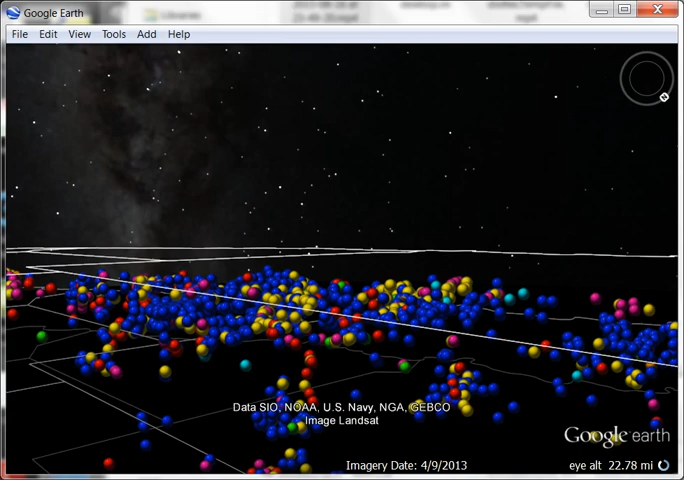 Google Earth
File Edit View Tools Add Help
Data SIO, NOAA, U.S. Navy, NGA, GEBCO
Image Landsat
Google earth
Imagery Date: 4/9/2013 eye alt 22.78 mi